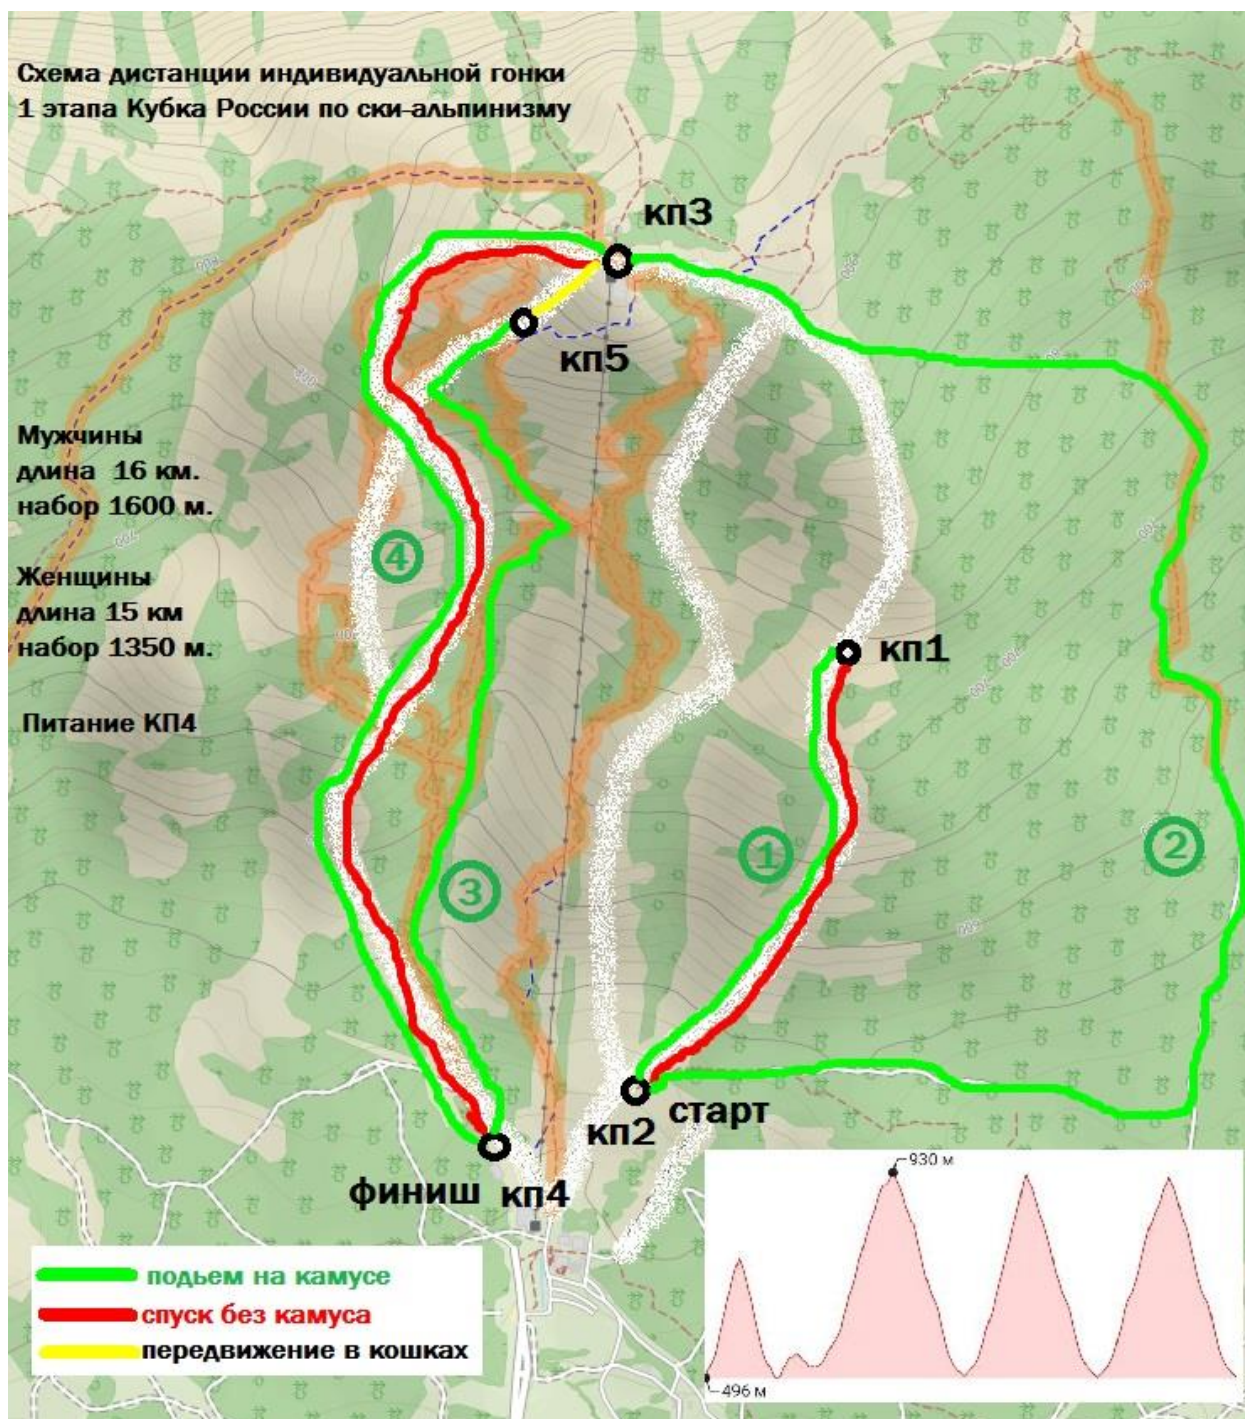 Схема дистанции индивидуальной гонки
1 этапа Кубка России по ски-альпинизму
кп3
кп5
Мужчины
длина 16 км.
набор 1600 м.
4
Женщины
длина 15 км
набор 1350 м.
кп1
Питание КП4
1
2
3
старт
кп2
финиш
кп4
930 м
подьем на камусе
спуск без камуса
передвижение в кошках
496 м